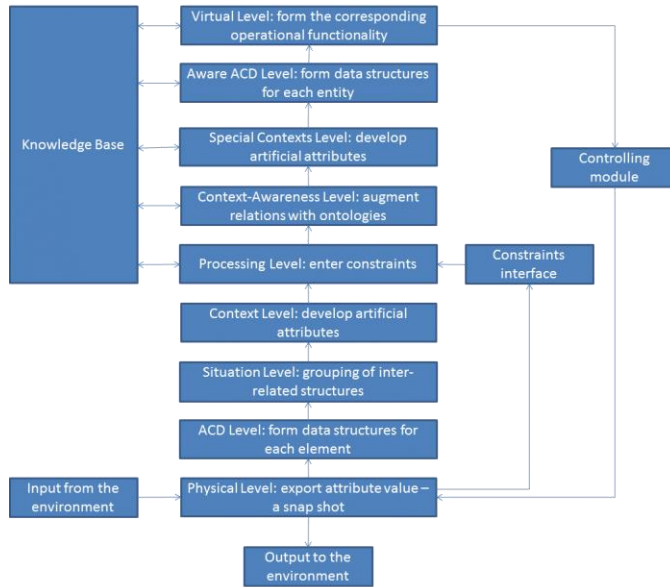 Virtual Level: form the corresponding
operational functionality
Aware ACD Level: form data structures
for each entity
Knowledge Base
Special Contexts Level: develop
artificial attributes
Controlling
module
Context-Awareness Level: augment
relations with ontologies
Processing Level: enter constraints
Constraints
interface
Context Level: develop artificial
attributes
Situation Level: grouping of inter-
related structures
ACD Level: form data structures for
each element
Input from the
environment
Physical Level: export attribute value –
a snap shot
Output to the
environment